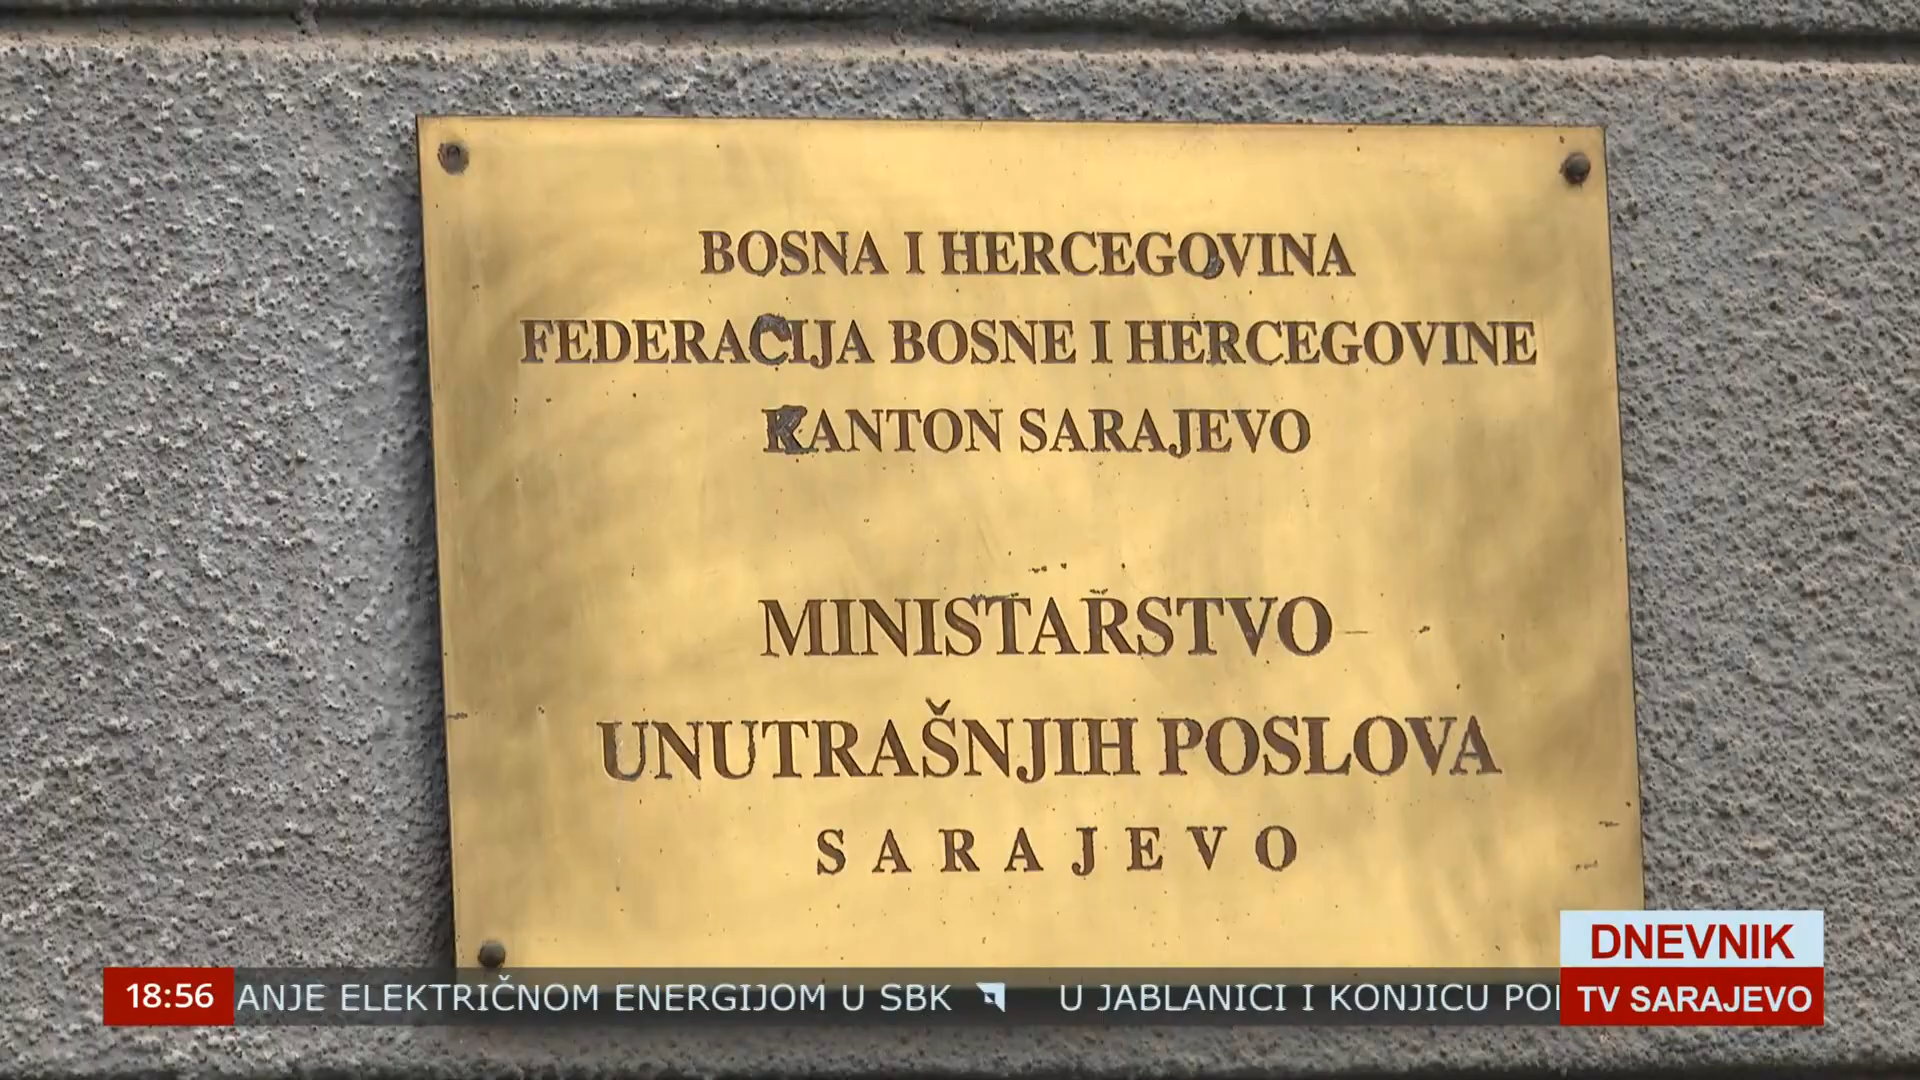 BOSNA I HERCEGOVINA
FEDERACIJA BOSNE I HERCEGOVINE
KANTON SARAJEVO
MINISTARSTVO
UNUTRAŠNJIH POSLOVA
SARAJEVO
DNEVNIK
18:56 ANJE ELEKTRIČNOM ENERGIJOM U SBK U JABLANICI I KONJICU
TV SARAJEVO